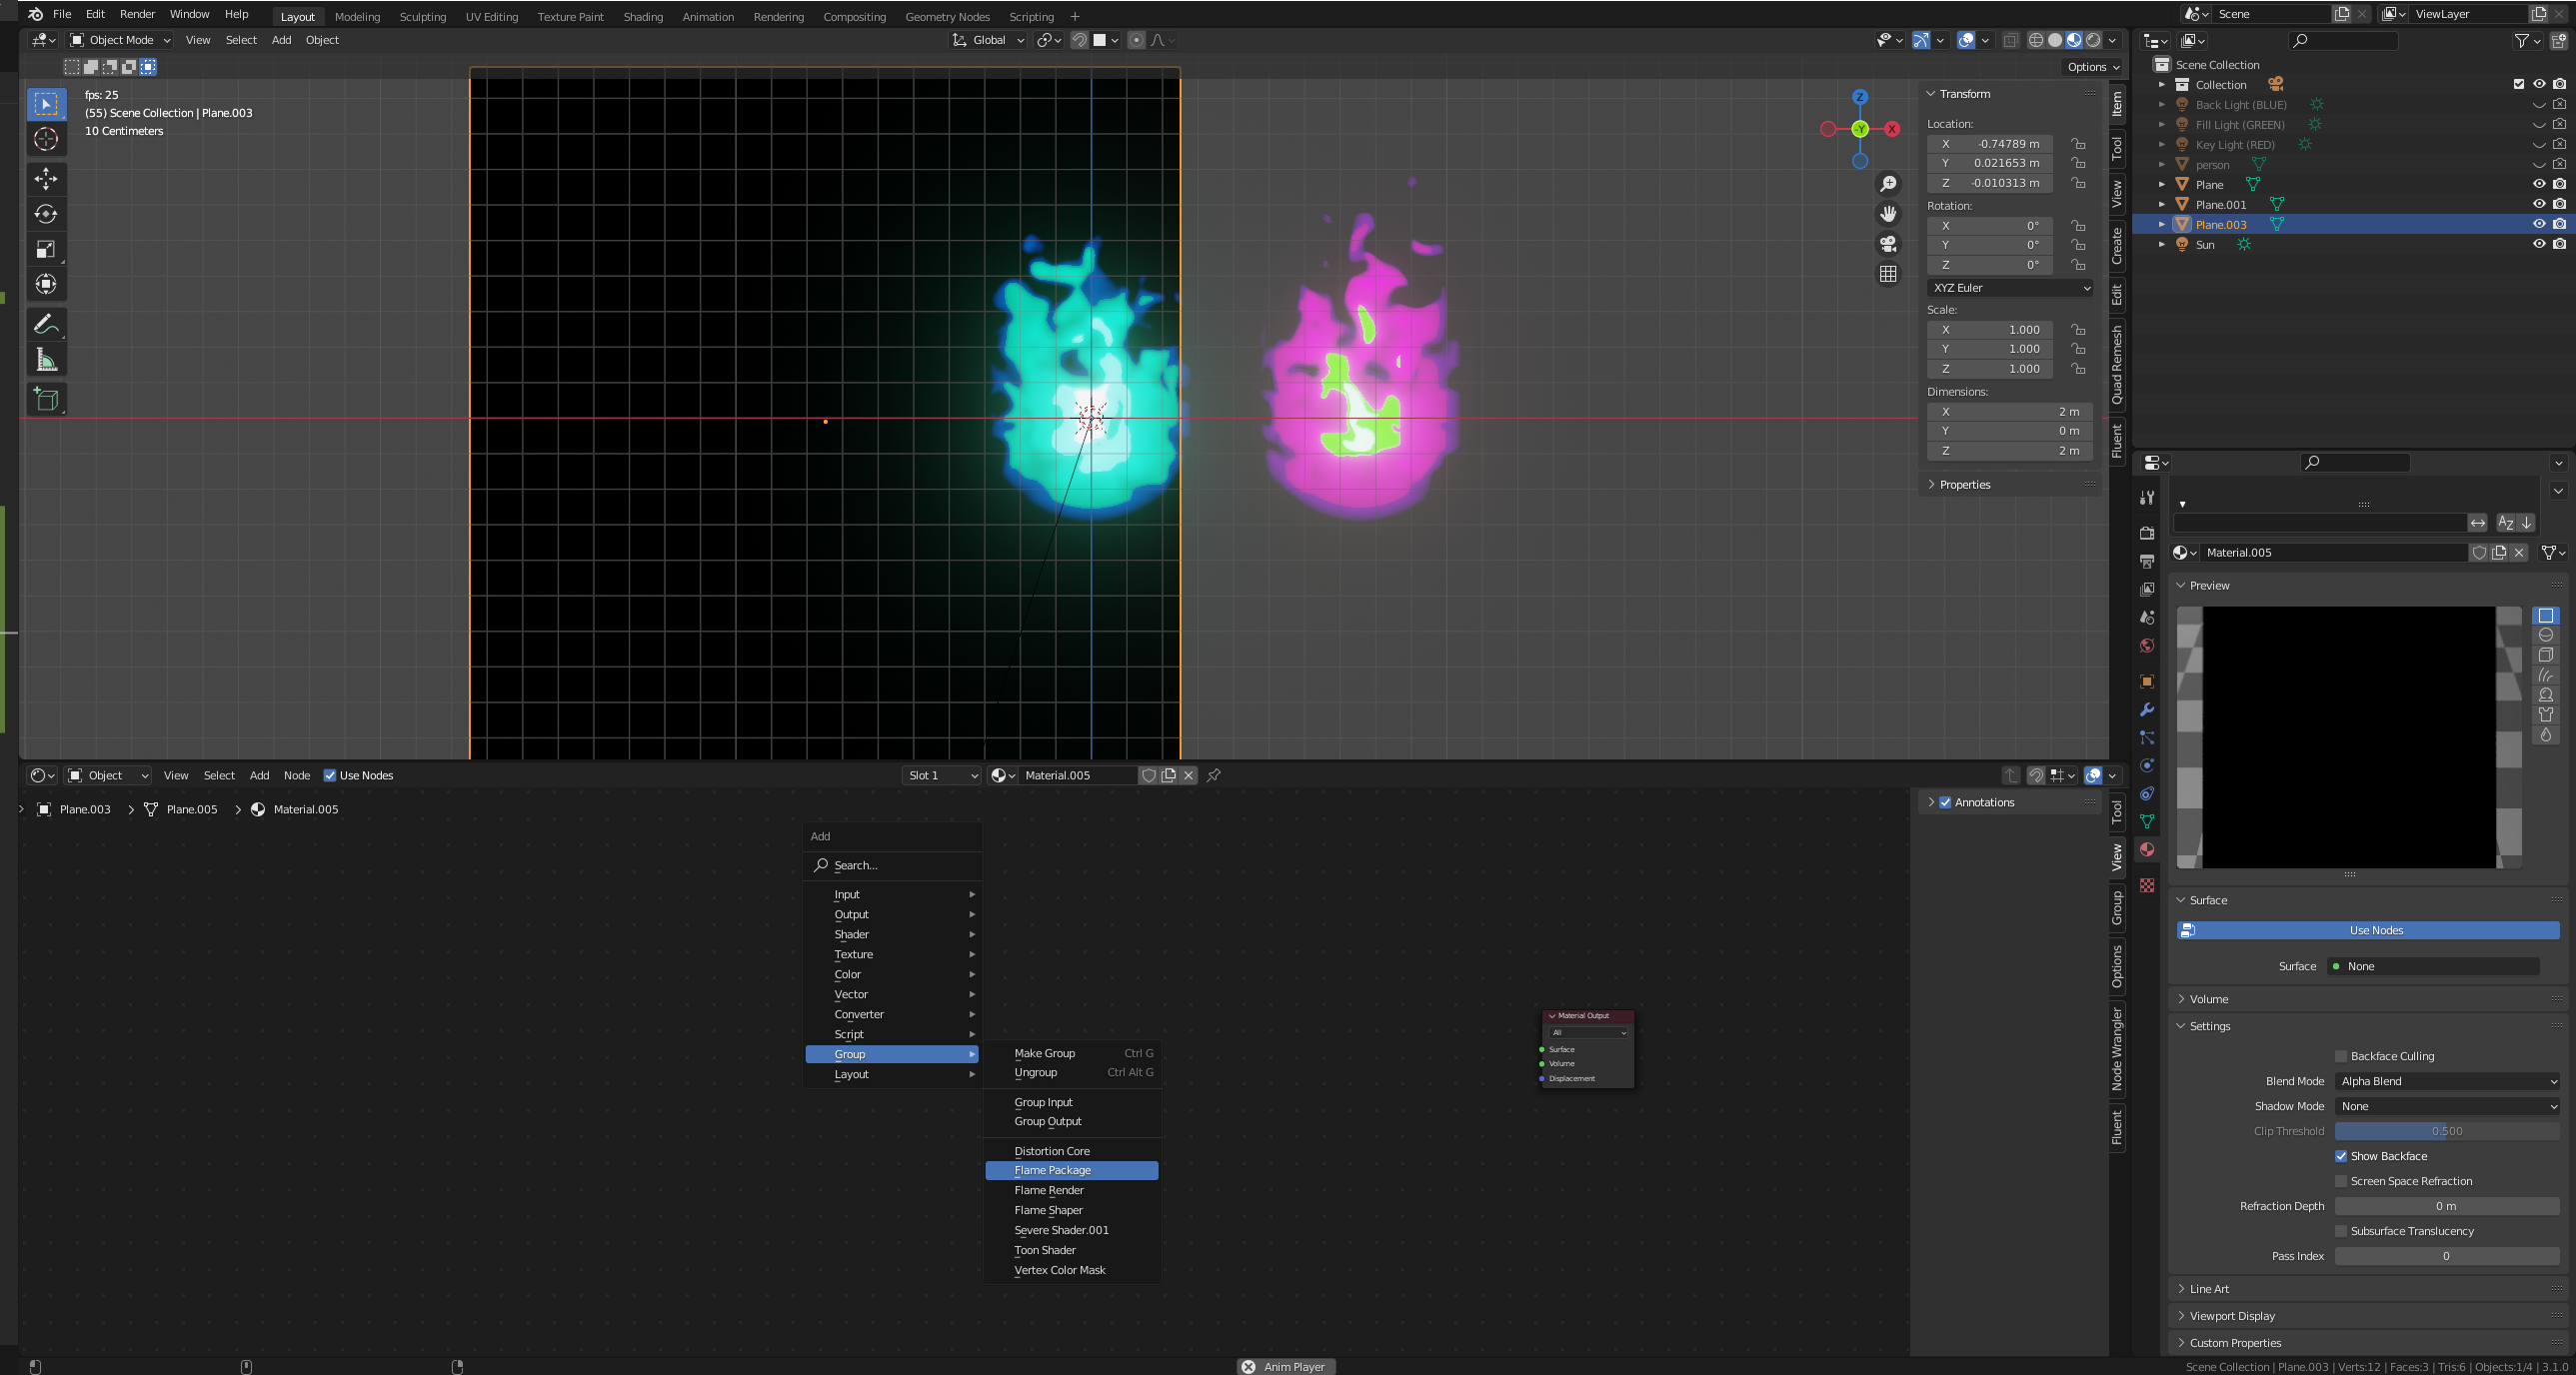 File Edit Render Window Help Layout Modeling Sculpting UV Editing Texture Paint Shading Animation Rendering Compositing Geometry Nodes Scripting + Scene ViewLayer
Object Mode View Select Add Object Global
Options
fps: 25
(55) Scene Collection | Plane.003
10 Centimeters
Z
-Y
X
Transform
Location:
X -0.74789 m
Y 0.021653 m
Z -0.010313 m
Rotation:
X 0°
Y 0°
Z 0°
XYZ Euler
Scale:
X 1.000
Y 1.000
Z 1.000
Dimensions:
X 2 m
Y 0 m
Z 2 m
Properties
Item
Tool
View
Create
Edit
Quad Remesh
Fluent
Scene Collection
Collection
Back Light (BLUE)
Fill Light (GREEN)
Key Light (RED)
person
Plane
Plane.001
Plane.003
Sun
Material.005
Preview
Surface
Use Nodes
Surface None
Volume
Settings
Backface Culling
Blend Mode Alpha Blend
Shadow Mode None
Clip Threshold 0.500
Show Backface
Screen Space Refraction
Refraction Depth 0 m
Subsurface Translucency
Pass Index 0
Line Art
Viewport Display
Custom Properties
Object View Select Add Node Use Nodes Slot 1 Material.005
Plane.003 Plane.005 Material.005
Add
Search...
Input
Output
Shader
Texture
Color
Vector
Converter
Script
Group
Layout
Make Group Ctrl G
Ungroup Ctrl Alt G
Group Input
Group Output
Distortion Core
Flame Package
Flame Render
Flame Shaper
Severe Shader.001
Toon Shader
Vertex Color Mask
Material Output
All
Surface
Volume
Displacement
Annotations
Tool
View
Group
Options
Node Wrangler
Fluent
Anim Player
Scene Collection | Plane.003 | Verts:12 | Faces:3 | Tris:6 | Objects:1/4 | 3.1.0